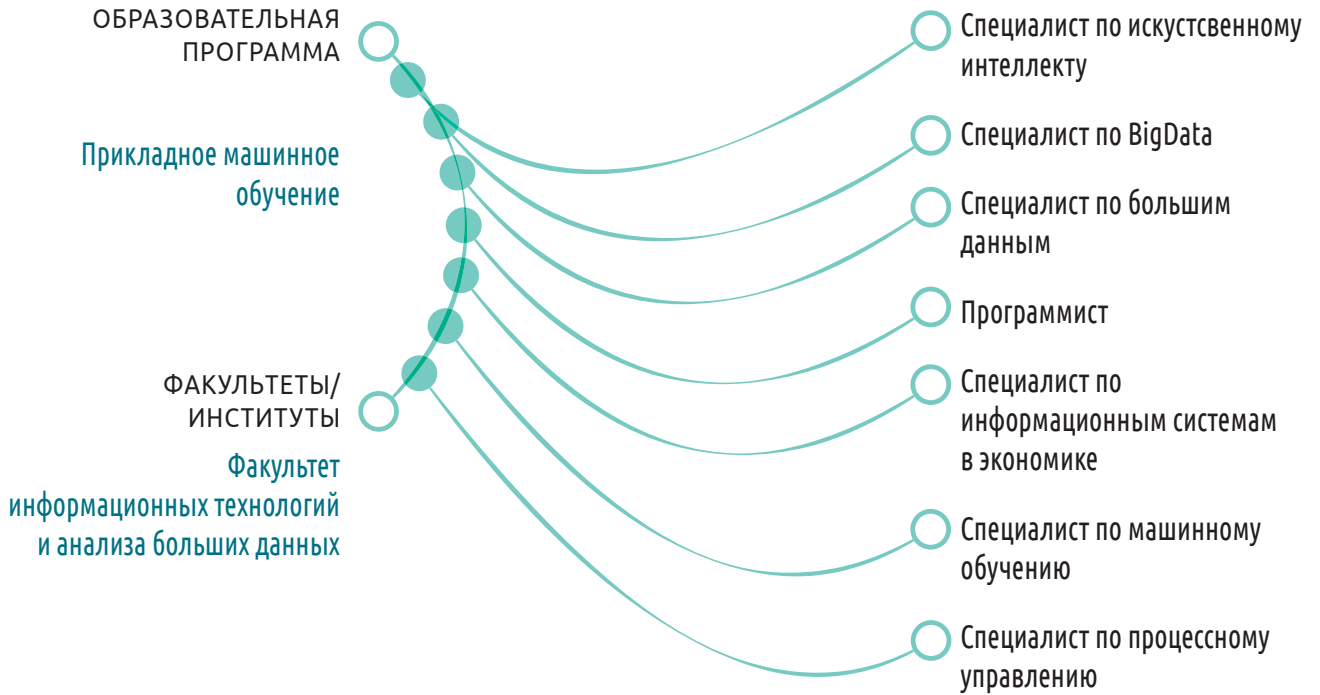 ОБРАЗОВАТЕЛЬНАЯ
ПРОГРАММА
Прикладное машинное
обучение
ФАКУЛЬТЕТЫ/
ИНСТИТУТЫ
Факультет
информационных технологий
и анализа больших данных
Специалист по искустсвенному
интеллекту
Специалист по BigData
Специалист по большим
данным
Программист
Специалист по
информационным системам
в экономике
Специалист по машинному
обучению
Специалист по процессному
управлению